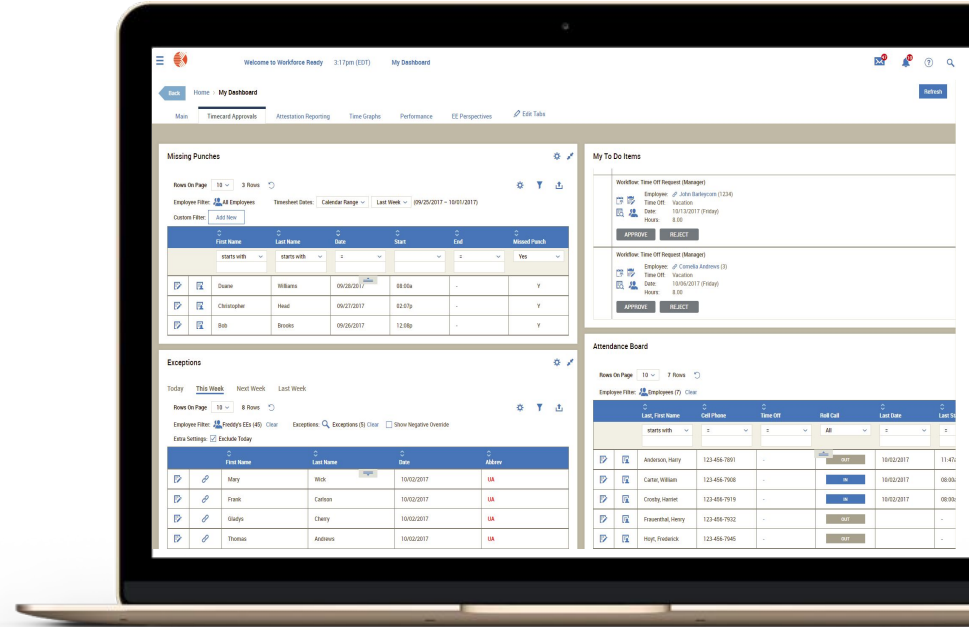 Welcome to Workforce Ready 3:17pm (EDT) My Dashboard
Back Home > My Dashboard
Refresh
Main Timecard Approvals Attestation Reporting Time Graphs Performance EE Perspectives Edit Tabs
Missing Punches
Rows On Page 10 3 Rows
Employee Filter: All Employees Timesheet Dates: Calendar Range Last Week (09/25/2017 – 10/01/2017)
Custom Filter: Add New
First Name Last Name Date Start End Missed Punch
starts with starts with = = Yes
Duane Williams 09/28/2017 08:00a - Y
Christopher Head 09/27/2017 02:07p - Y
Bob Brooks 09/26/2017 12:08p - Y
Exceptions
Today This Week Next Week Last Week
Rows On Page 10 8 Rows
Employee Filter: Freddy's EEs (45) Clear Exceptions: Exceptions (5) Clear Show Negative Override
Extra Settings: Exclude Today
First Name Last Name Date Abbrev
Mary Wick 10/02/2017 UA
Frank Carlson 10/02/2017 UA
Gladys Cherry 10/02/2017 UA
Thomas Andrews 10/02/2017 UA
My To Do Items
Workflow: Time Off Request (Manager)
Employee: John Barleycorn (1234)
Time Off: Vacation
Date: 10/13/2017 (Friday)
Hours: 8.00
APPROVE REJECT
Workflow: Time Off Request (Manager)
Employee: Cornelia Andrews (3)
Time Off: Vacation
Date: 10/06/2017 (Friday)
Hours: 8.00
APPROVE REJECT
Attendance Board
Rows On Page 10 7 Rows
Employee Filter: Employees (7) Clear
Last, First Name Cell Phone Time Off Roll Call Last Date Last St
starts with = = All = =
Anderson, Harry 123-456-7891 - OUT 10/02/2017 11:47a
Carter, William 123-456-7908 - IN 10/02/2017 08:00a
Crosby, Harriet 123-456-7919 - IN 10/02/2017 08:00a
Frauenthal, Henry 123-456-7932 - OUT -
Hoyt, Frederick 123-456-7945 - OUT -